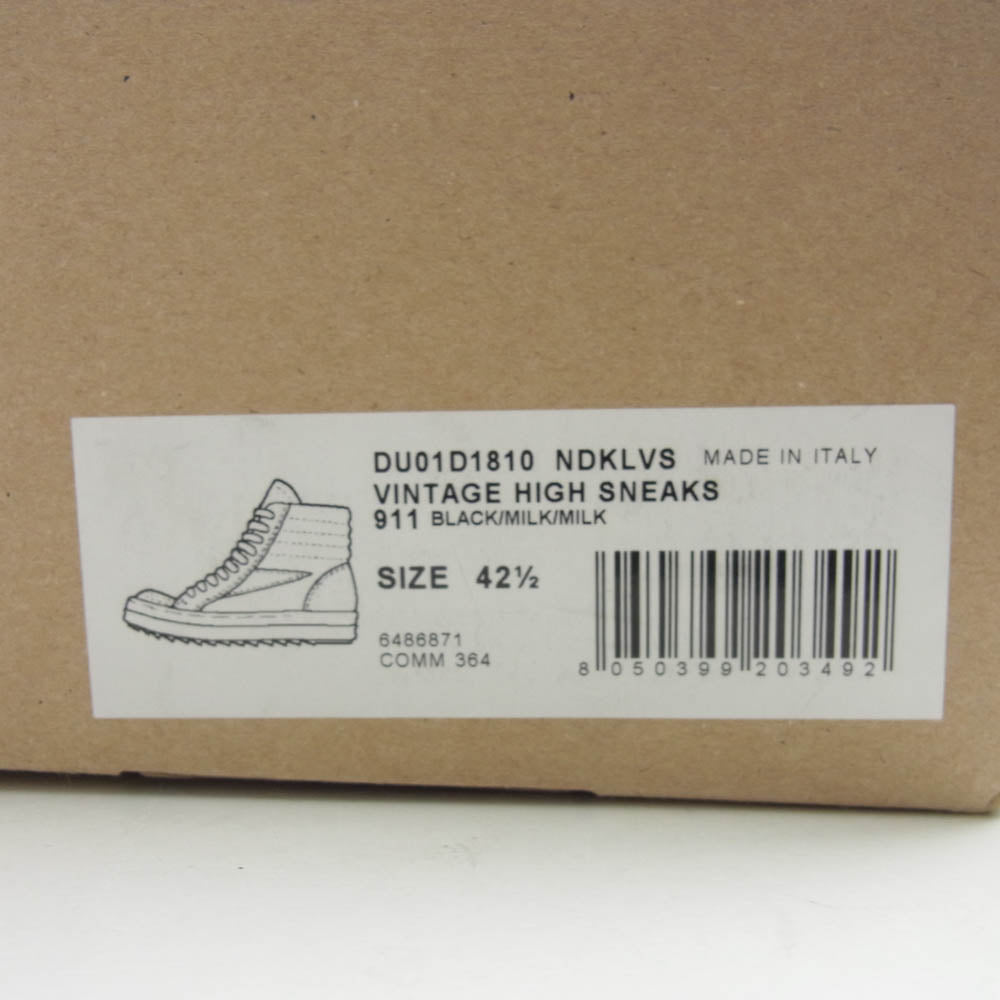 DU01D1810 NDKLVS MADE IN ITALY
VINTAGE HIGH SNEAKS
911 BLACK/MILK/MILK
SIZE 42½
6486871
COMM 364
8 050399 203492